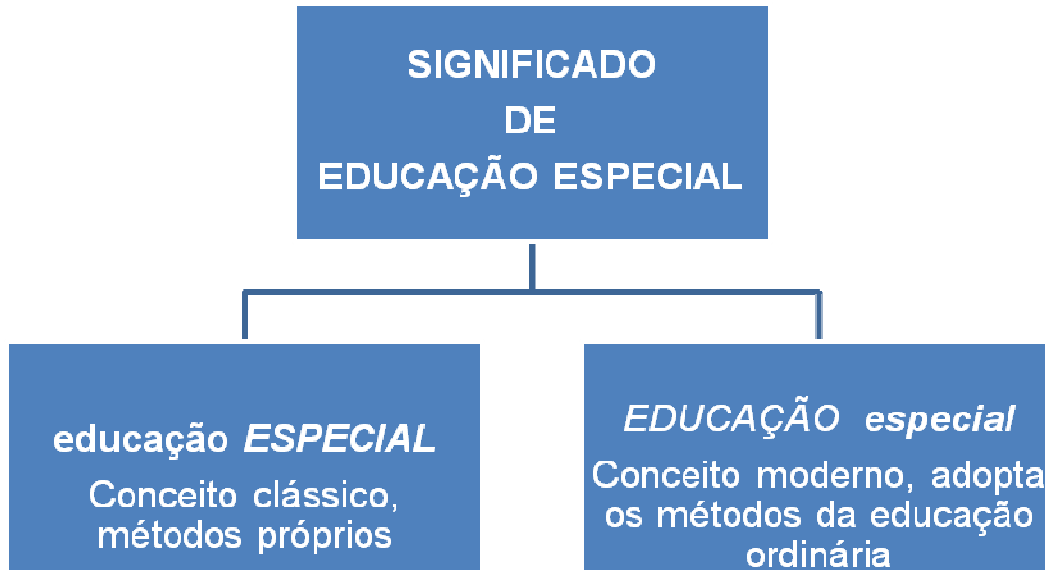 SIGNIFICADO
DE
EDUCAÇÃO ESPECIAL
educação ESPECIAL
Conceito clássico,
métodos próprios
EDUCAÇÃO especial
Conceito moderno, adopta
os métodos da educação
ordinária